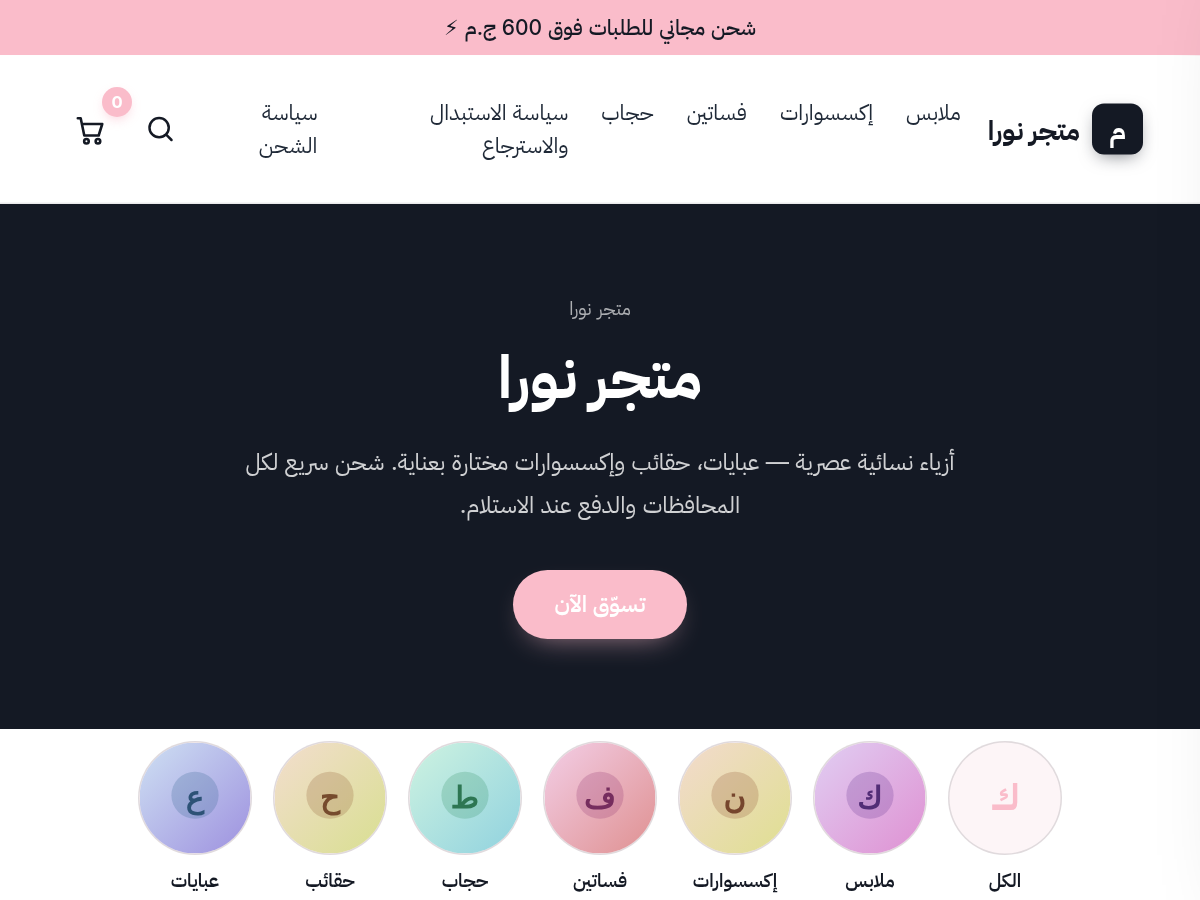 شحن مجاني للطلبات فوق 600 ج.م ⚡
م
متجر نورا
ملابس
إكسسوارات
فساتين
حجاب
سياسة الاستبدال
والاسترجاع
سياسة
الشحن
0
متجر نورا
متجر نورا
أزياء نسائية عصرية — عبايات، حقائب وإكسسوارات مختارة بعناية. شحن سريع لكل
المحافظات والدفع عند الاستلام.
تسوّق الآن
ك
ك
ن
ف
ط
ح
ع
الكل
ملابس
إكسسوارات
فساتين
حجاب
حقائب
عبايات